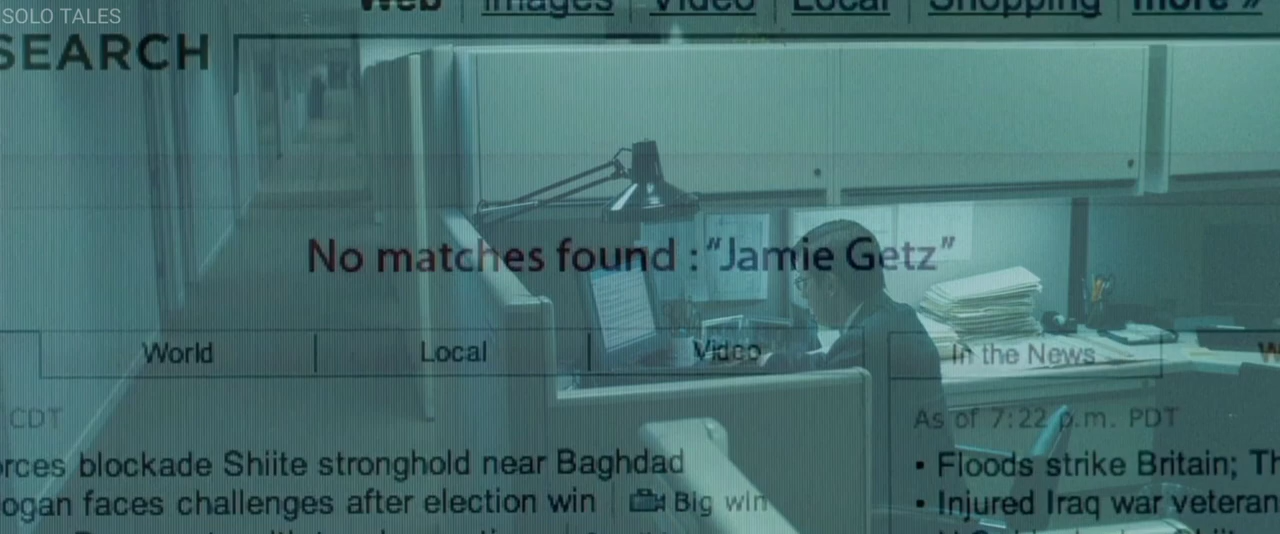 SOLO TALES
Web Images Video Local Shopping more »
SEARCH
No matches found : "Jamie Getz"
World Local Video In the News
CDT As of 7:22 p.m. PDT
orces blockade Shiite stronghold near Baghdad
• Floods strike Britain; Th
ogan faces challenges after election win Big win
• Injured Iraq war veteran